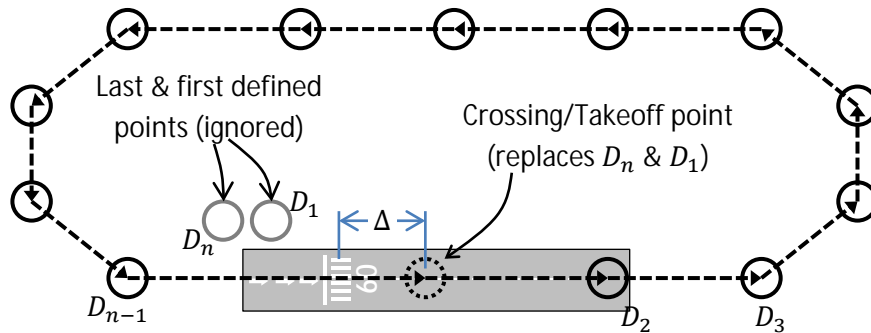 Last & first defined
points (ignored)
Crossing/Takeoff point
(replaces Dₙ & D₁)
D₁
Dₙ
Δ
09
Dₙ₋₁
D₂
D₃